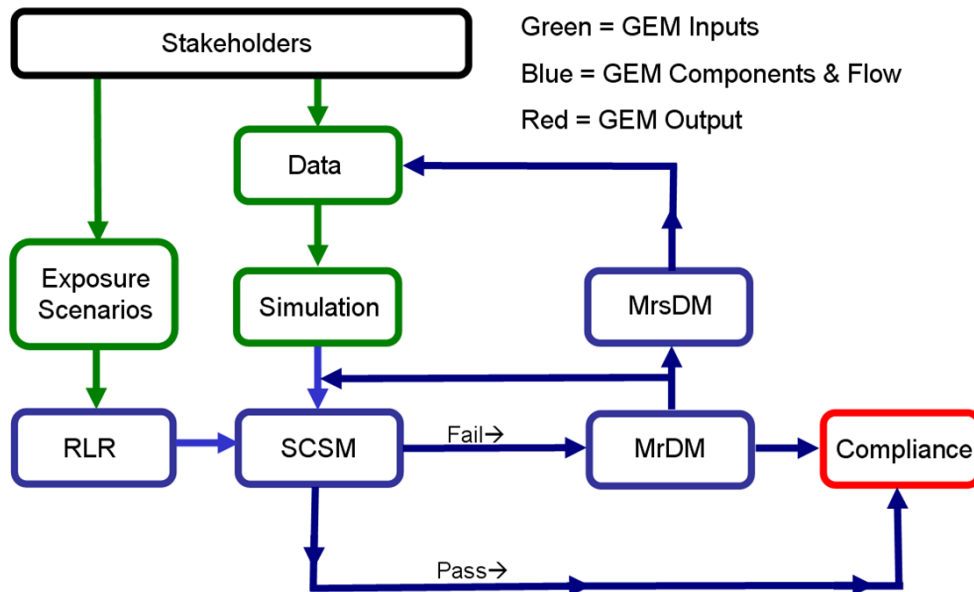 Stakeholders
Green = GEM Inputs
Blue = GEM Components & Flow
Red = GEM Output
Data
Exposure
Scenarios
Simulation
MrsDM
RLR
SCSM
Fail→
MrDM
Compliance
Pass→